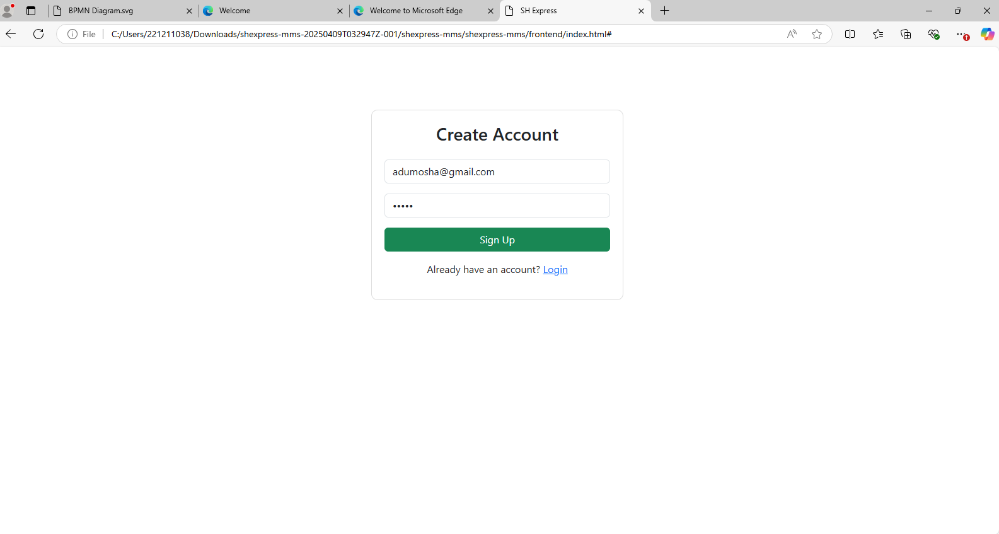 BPMN Diagram.svg
Welcome
Welcome to Microsoft Edge
SH Express
File
C:/Users/221211038/Downloads/shexpress-mms-20250409T032947Z-001/shexpress-mms/shexpress-mms/frontend/index.html#
Create Account
adumosha@gmail.com
•••••
Sign Up
Already have an account? Login